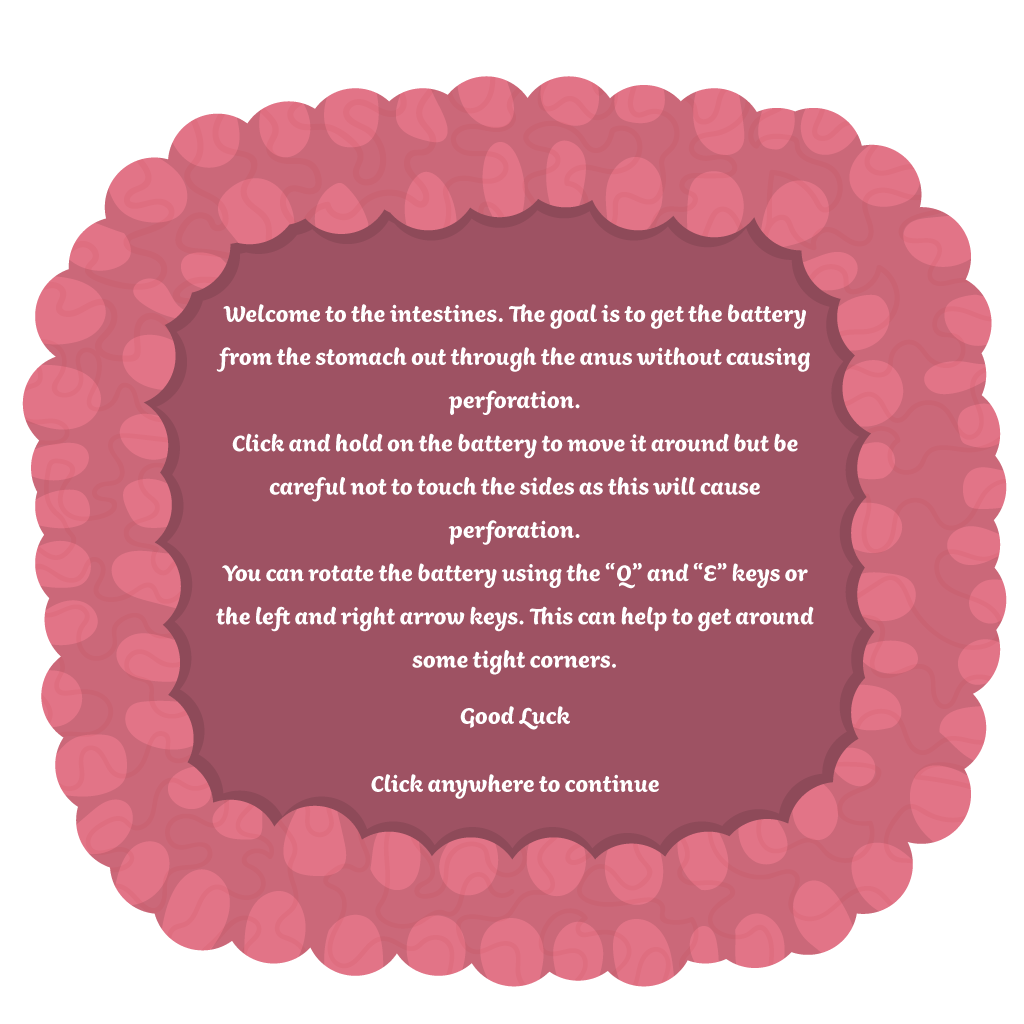 Welcome to the intestines. The goal is to get the battery
from the stomach out through the anus without causing
perforation.
Click and hold on the battery to move it around but be
careful not to touch the sides as this will cause
perforation.
You can rotate the battery using the “Q” and “E” keys or
the left and right arrow keys. This can help to get around
some tight corners.
Good Luck
Click anywhere to continue